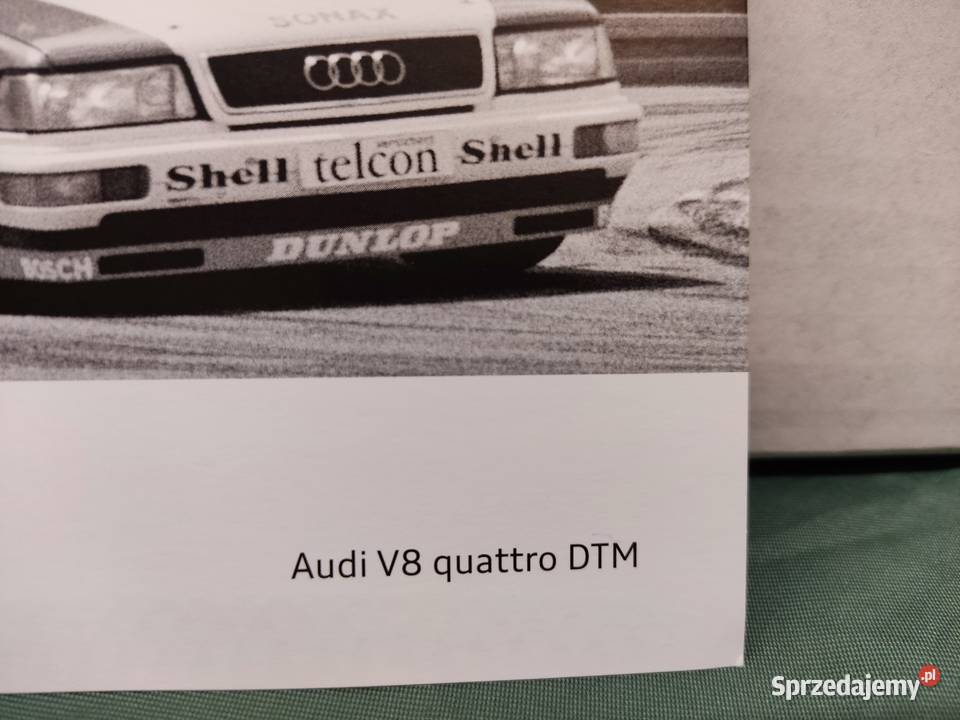 SONAX
Shell telcon Shell
DUNLOP
BOSCH
Audi V8 quattro DTM
Sprzedajemy.pl